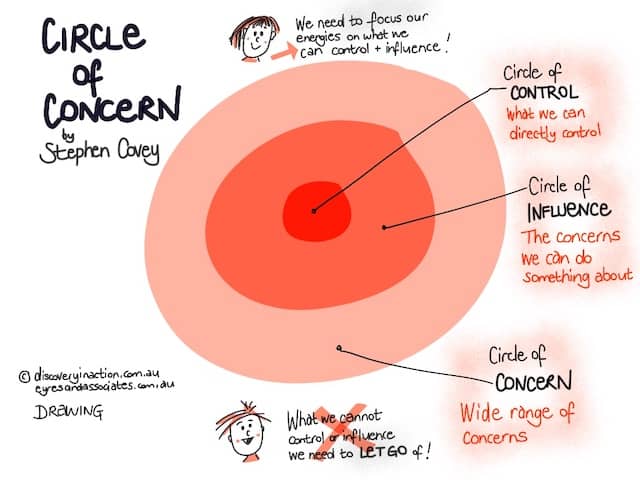 CIRCLE
of
CONCERN
by
Stephen Covey
We need to focus our
energies on what we
can control + influence!
Circle of
CONTROL
What we can
directly control
Circle of
INFLUENCE
The concerns
we can do
something about
Circle of
CONCERN
Wide range of
concerns
© discoveryinaction.com.au
eyresandassociates.com.au
DRAWING
What we cannot
control or influence
we need to LET GO of!